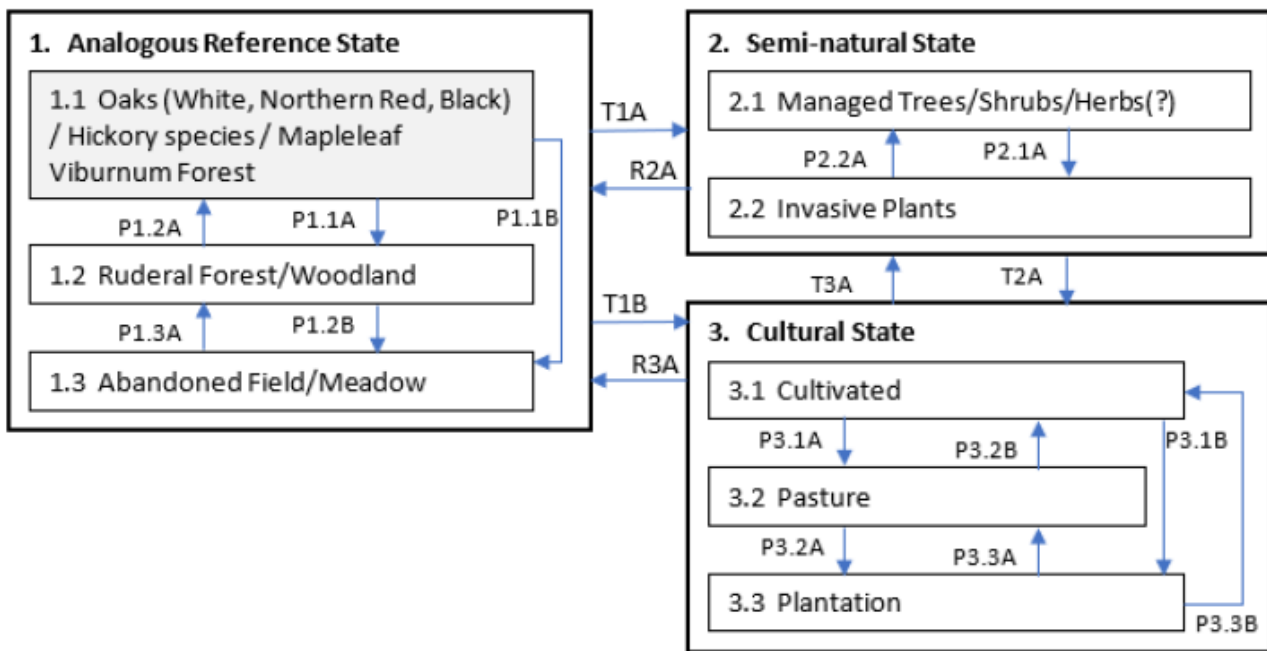 1. Analogous Reference State
1.1 Oaks (White, Northern Red, Black)
/ Hickory species / Mapleleaf
Viburnum Forest
P1.2A
P1.1A
P1.1B
1.2 Ruderal Forest/Woodland
P1.3A
P1.2B
1.3 Abandoned Field/Meadow
T1A
R2A
T1B
R3A
2. Semi-natural State
2.1 Managed Trees/Shrubs/Herbs(?)
P2.2A
P2.1A
2.2 Invasive Plants
T3A
T2A
3. Cultural State
3.1 Cultivated
P3.1A
P3.2B
P3.1B
3.2 Pasture
P3.2A
P3.3A
3.3 Plantation
P3.3B